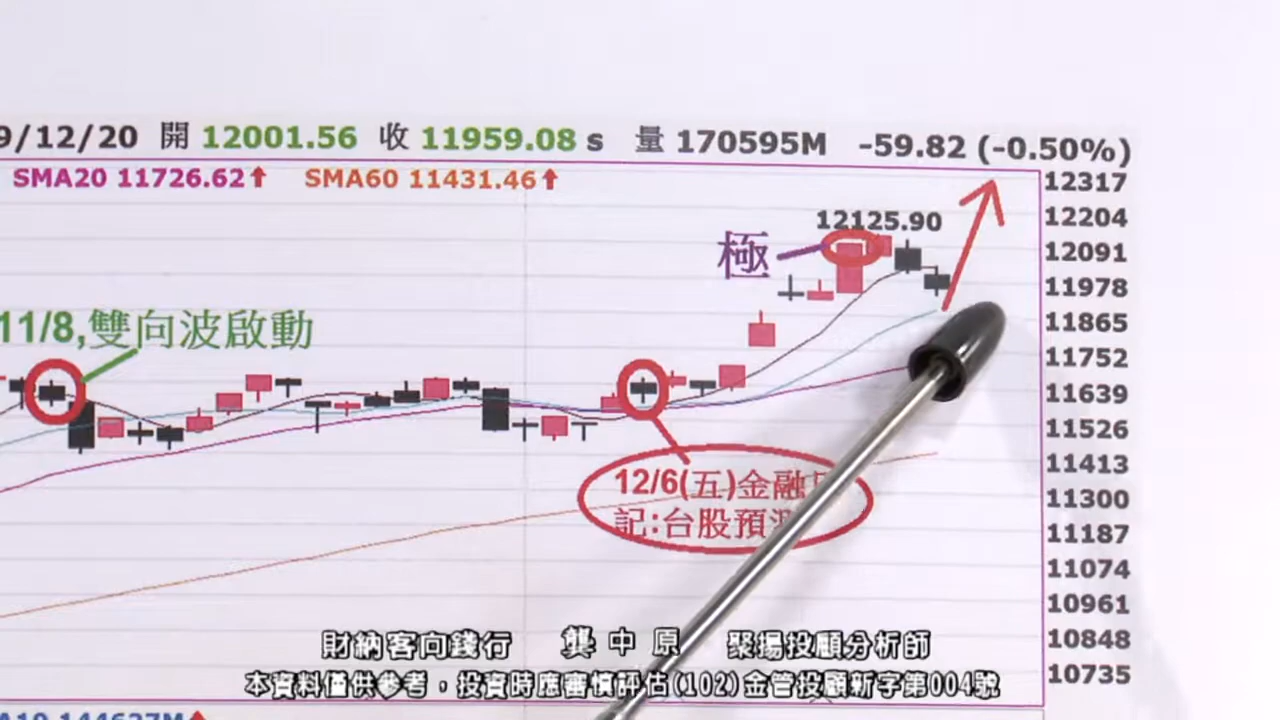 9/12/20 開 12001.56 收 11959.08 s 量 170595M -59.82 (-0.50%)
SMA20 11726.62↑ SMA60 11431.46↑
12317
12204
12091
11978
11865
11752
11639
11526
11413
11300
11187
11074
10961
10848
10735
12125.90
極
11/8,雙向波啟動
12/6(五)金融
記:台股預
財納客向錢行 龔中原 聚揚投顧分析師
本資料僅供參考，投資時應審慎評估(102)金管投顧新字第004號